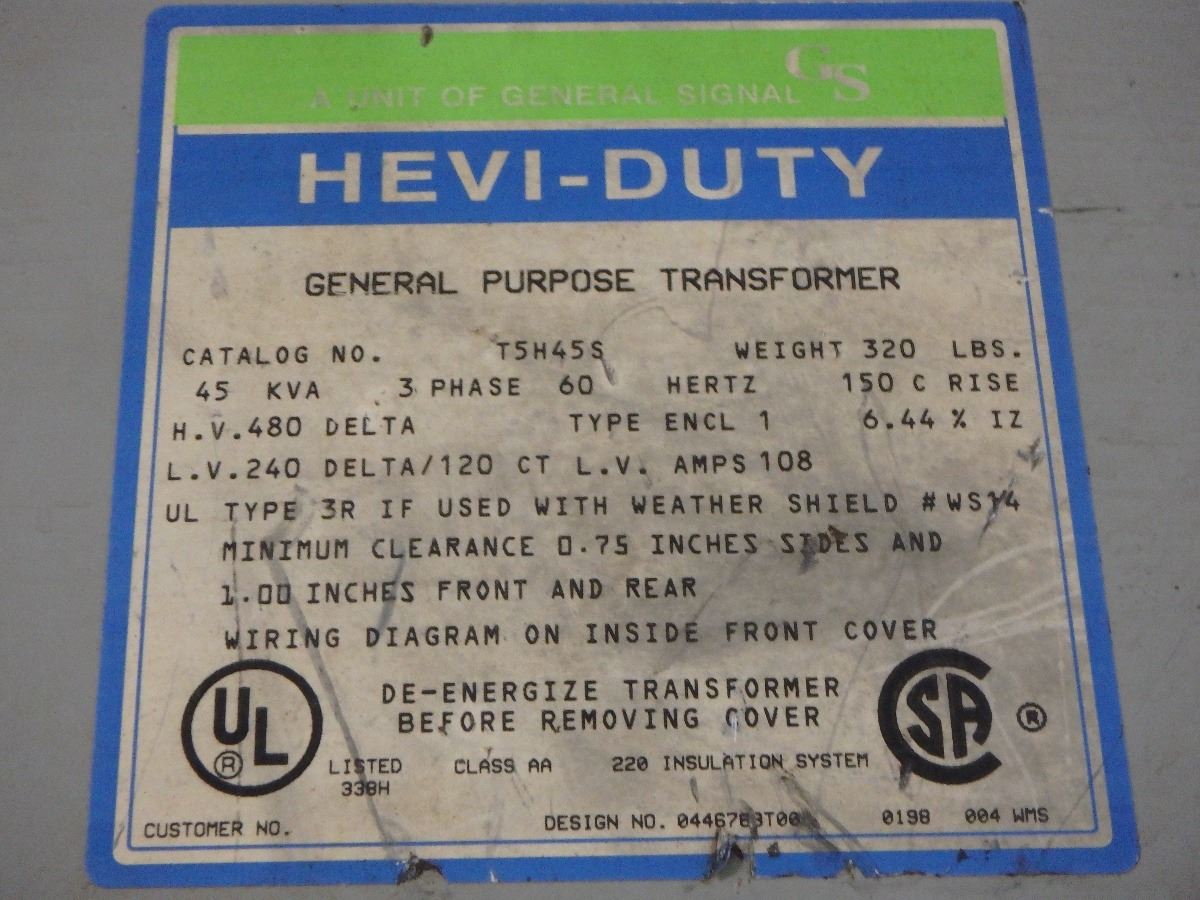 GS
A UNIT OF GENERAL SIGNAL
HEVI-DUTY
GENERAL PURPOSE TRANSFORMER
CATALOG NO. T5H45S WEIGHT 320 LBS.
45 KVA 3 PHASE 60 HERTZ 150 C RISE
H.V.480 DELTA TYPE ENCL 1 6.44 % IZ
L.V.240 DELTA/120 CT L.V. AMPS 108
UL TYPE 3R IF USED WITH WEATHER SHIELD # WS14
MINIMUM CLEARANCE 0.75 INCHES SIDES AND
1.00 INCHES FRONT AND REAR
WIRING DIAGRAM ON INSIDE FRONT COVER
DE-ENERGIZE TRANSFORMER
BEFORE REMOVING COVER
UL ®
CSA ®
LISTED CLASS AA 220 INSULATION SYSTEM
338H
CUSTOMER NO. DESIGN NO. 0198 004 WMS